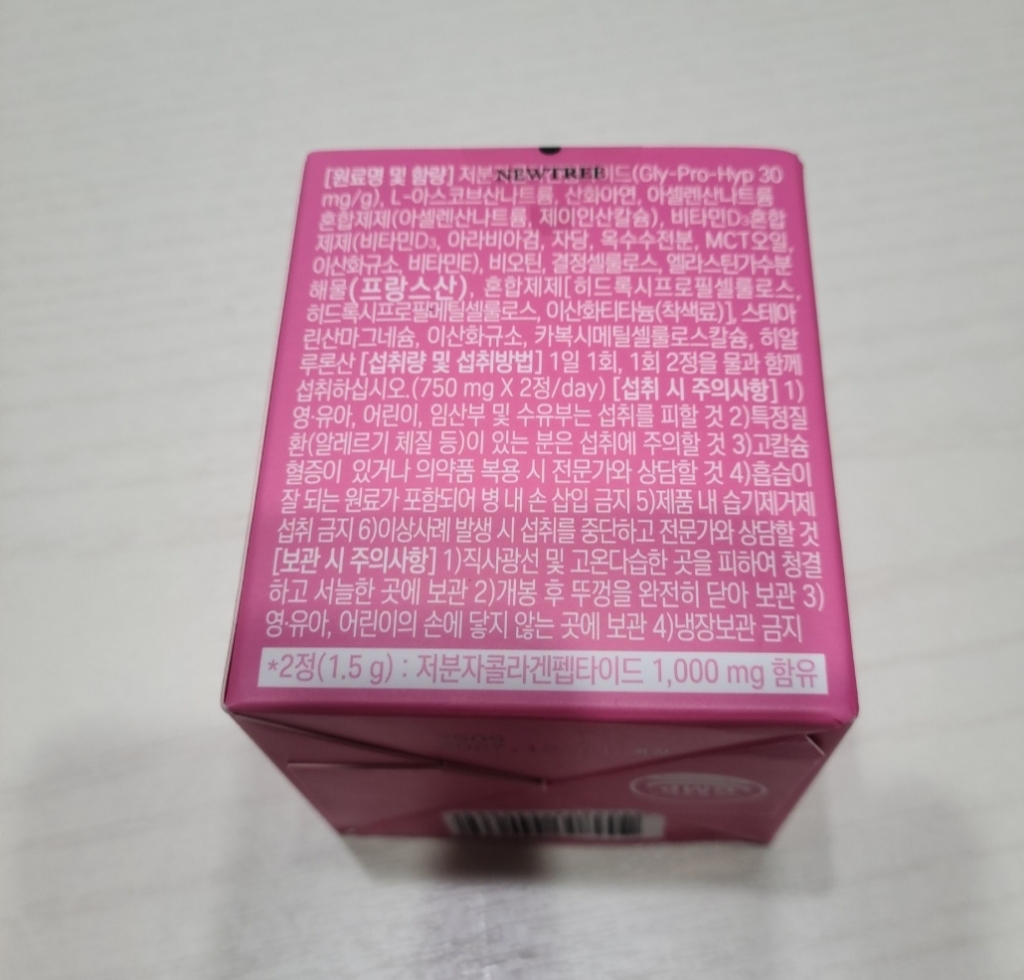 [원료명 및 함량] 저분 NEWTREE 드(Gly-Pro-Hyp 30
mg/g), L-아스코브산나트륨, 산화아연, 아셀렌산나트륨
혼합제제(아셀렌산나트륨, 제이인산칼슘), 비타민D₃혼합
제제(비타민D₃, 아라비아검, 자당, 옥수수전분, MCT오일,
이산화규소, 비타민E), 비오틴, 결정셀룰로스, 엘라스틴가수분
해물(프랑스산), 혼합제제[히드록시프로필셀룰로스,
히드록시프로필메틸셀룰로스, 이산화티타늄(착색료)], 스테아
린산마그네슘, 이산화규소, 카복시메틸셀룰로스칼슘, 히알
루론산 [섭취량 및 섭취방법] 1일 1회, 1회 2정을 물과 함께
섭취하십시오.(750 mg X 2정/day) [섭취 시 주의사항] 1)
영·유아, 어린이, 임산부 및 수유부는 섭취를 피할 것 2)특정질
환(알레르기 체질 등)이 있는 분은 섭취에 주의할 것 3)고칼슘
혈증이 있거나 의약품 복용 시 전문가와 상담할 것 4)흡습이
잘 되는 원료가 포함되어 병 내 손 삽입 금지 5)제품 내 습기제거제
섭취 금지 6)이상사례 발생 시 섭취를 중단하고 전문가와 상담할 것
[보관 시 주의사항] 1)직사광선 및 고온다습한 곳을 피하여 청결
하고 서늘한 곳에 보관 2)개봉 후 뚜껑을 완전히 닫아 보관 3)
영·유아, 어린이의 손에 닿지 않는 곳에 보관 4)냉장보관 금지
*2정(1.5 g) : 저분자콜라겐펩타이드 1,000 mg 함유
GMP